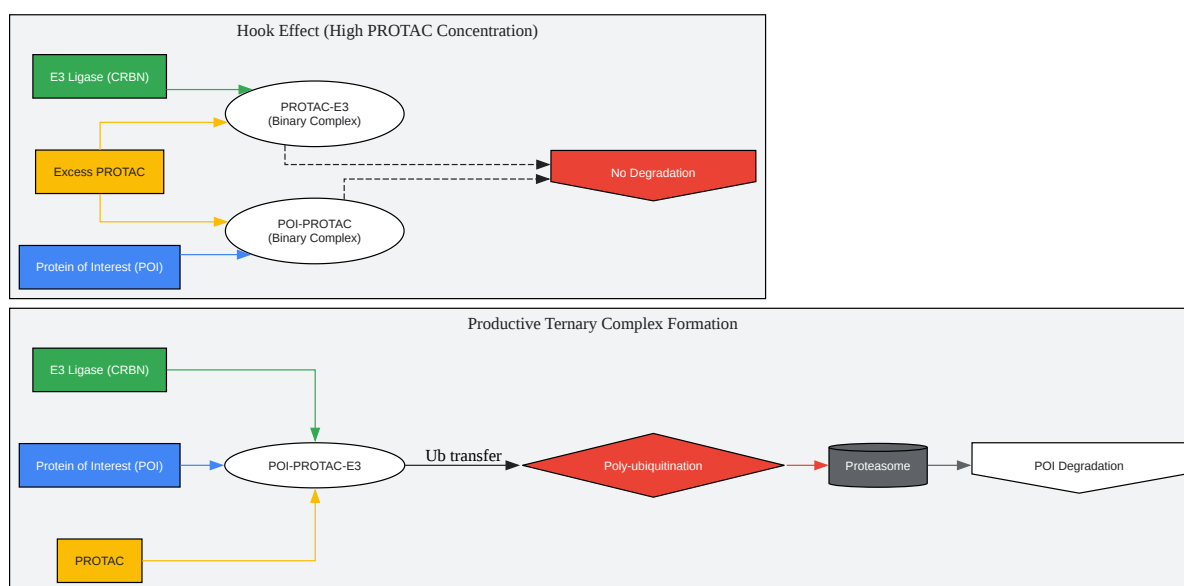 Hook Effect (High PROTAC Concentration)
E3 Ligase (CRBN)
PROTAC-E3
(Binary Complex)
Excess PROTAC
No Degradation
POI-PROTAC
(Binary Complex)
Protein of Interest (POI)
Productive Ternary Complex Formation
E3 Ligase (CRBN)
Protein of Interest (POI)
POI-PROTAC-E3
Ub transfer
Poly-ubiquitination
Proteasome
POI Degradation
PROTAC